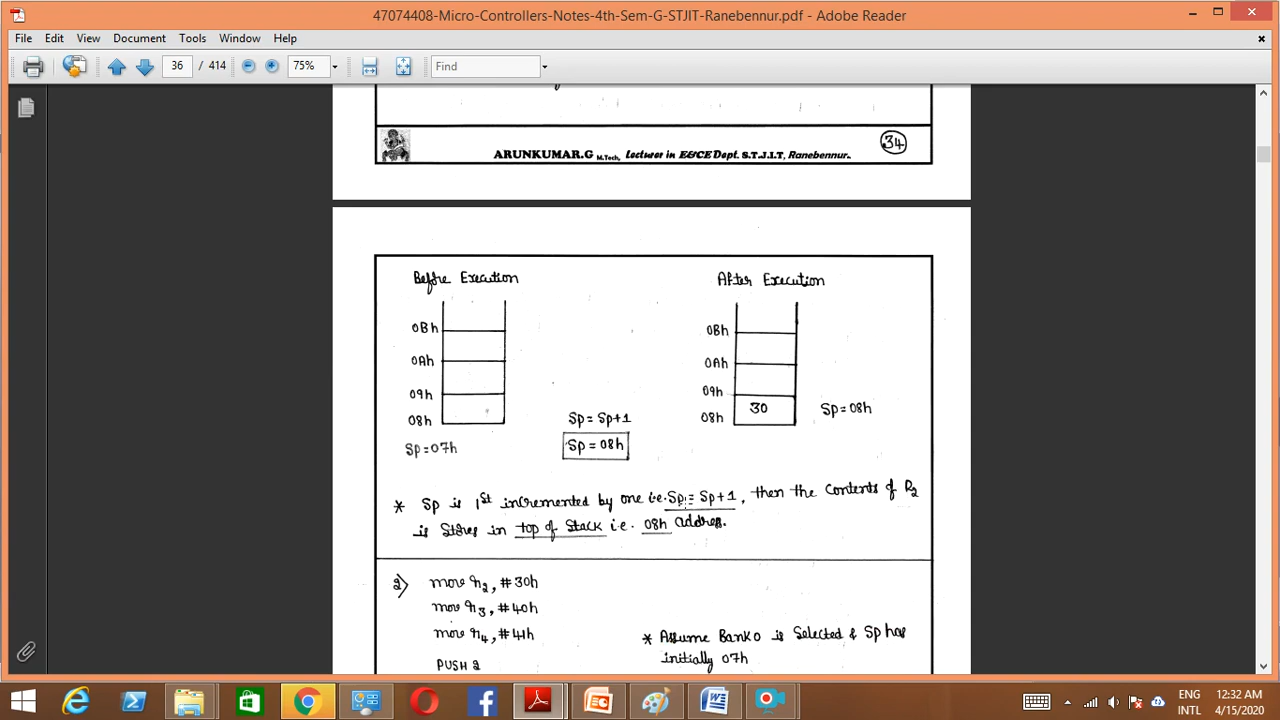 47074408-Micro-Controllers-Notes-4th-Sem-G-STJIT-Ranebennur.pdf - Adobe Reader
File Edit View Document Tools Window Help
36 / 414 75% Find
ARUNKUMAR.G M.Tech, Lecturer in E&CE Dept. S.T.J.I.T, Ranebennur.
34
Before Execution After Execution
0Bh 0Bh
0Ah 0Ah
09h 09h
08h Sp = Sp+1 08h 30 Sp = 08h
Sp = 07h Sp = 08h
* Sp is 1st incremented by one i.e. Sp = Sp+1, then the contents of R2
is stores in top of stack i.e. 08h address.
2) mov r2, #30h
mov r3, #40h
mov r4, #41h
* Assume Bank0 is selected & Sp has
PUSH 2 initially 07h
ENG 12:32 AM
INTL 4/15/2020